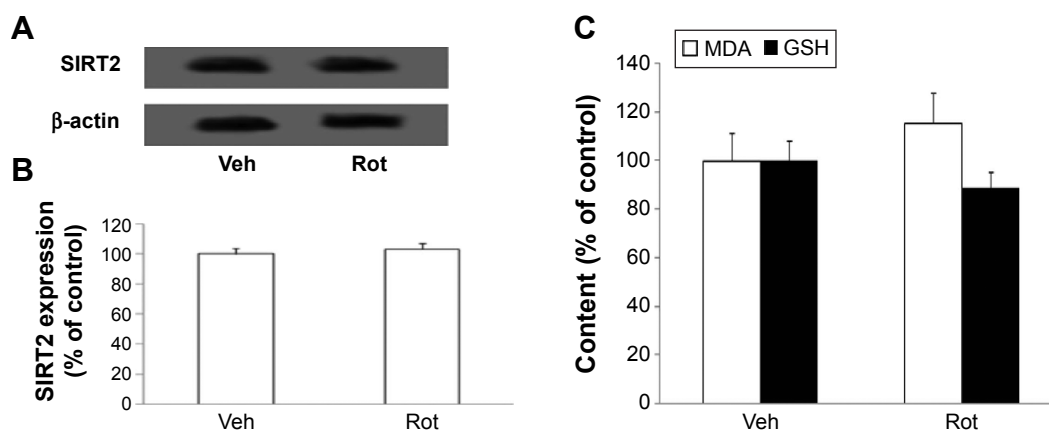 A
SIRT2
β-actin
Veh Rot
B
SIRT2 expression
(% of control)
120
100
80
60
40
20
0
Veh Rot
C
MDA GSH
Content (% of control)
140
120
100
80
60
40
20
0
Veh Rot